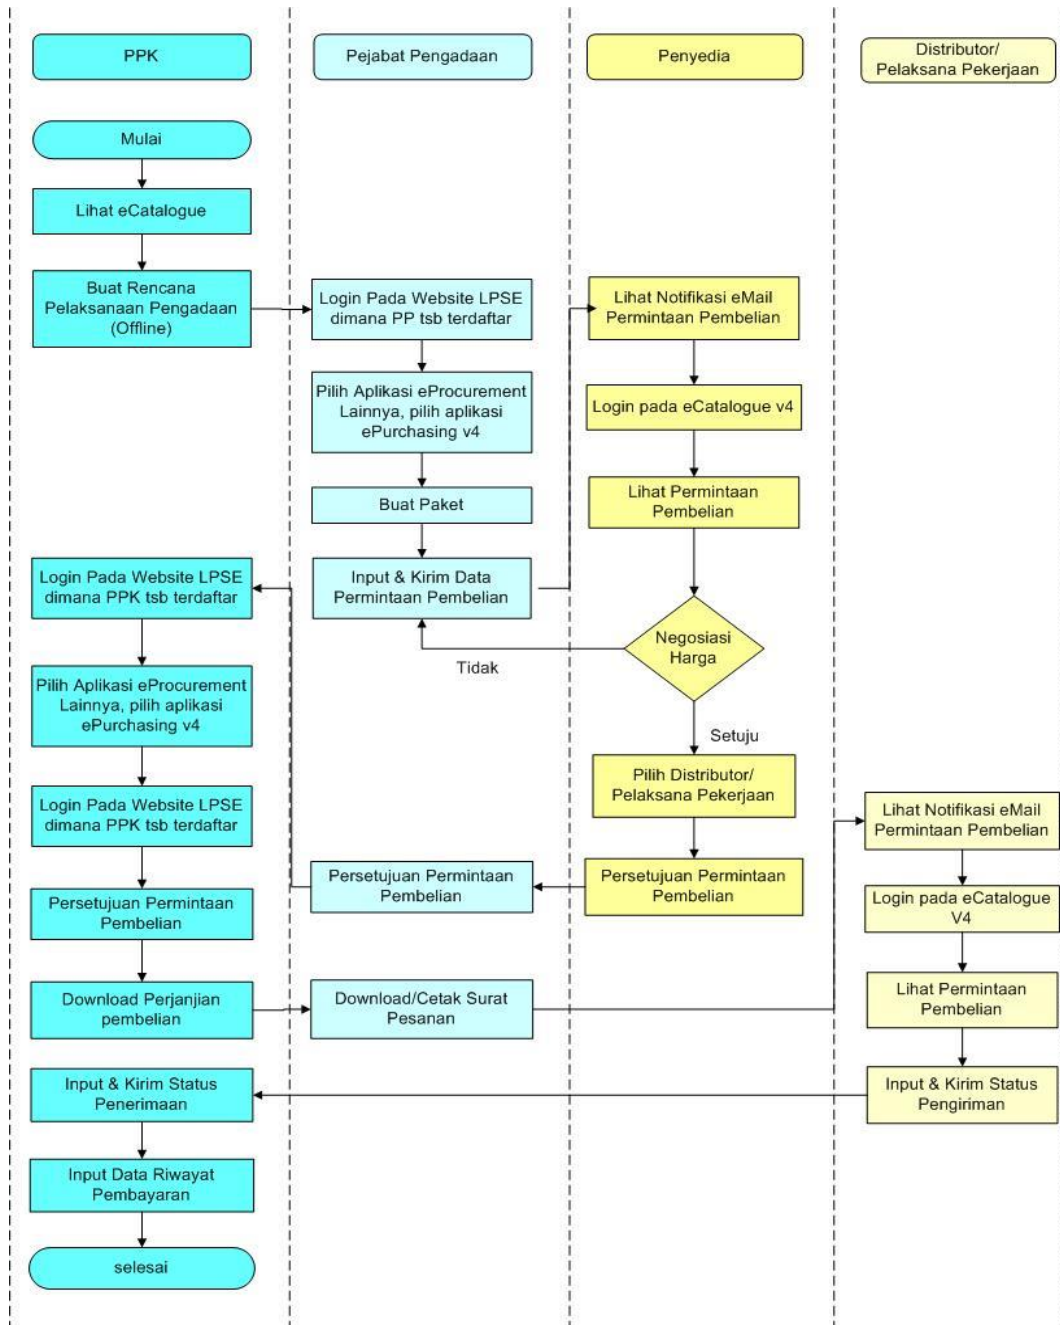 PPK
Pejabat Pengadaan
Penyedia
Distributor/
Pelaksana Pekerjaan
Mulai
Lihat eCatalogue
Buat Rencana
Pelaksanaan Pengadaan
(Offline)
Login Pada Website LPSE
dimana PP tsb terdaftar
Pilih Aplikasi eProcurement
Lainnya, pilih aplikasi
ePurchasing v4
Buat Paket
Input & Kirim Data
Permintaan Pembelian
Lihat Notifikasi eMail
Permintaan Pembelian
Login pada eCatalogue v4
Lihat Permintaan
Pembelian
Negosiasi
Harga
Tidak
Setuju
Pilih Distributor/
Pelaksana Pekerjaan
Persetujuan Permintaan
Pembelian
Persetujuan Permintaan
Pembelian
Login Pada Website LPSE
dimana PPK tsb terdaftar
Pilih Aplikasi eProcurement
Lainnya, pilih aplikasi
ePurchasing v4
Login Pada Website LPSE
dimana PPK tsb terdaftar
Persetujuan Permintaan
Pembelian
Download Perjanjian
pembelian
Download/Cetak Surat
Pesanan
Lihat Notifikasi eMail
Permintaan Pembelian
Login pada eCatalogue
V4
Lihat Permintaan
Pembelian
Input & Kirim Status
Pengiriman
Input & Kirim Status
Penerimaan
Input Data Riwayat
Pembayaran
selesai